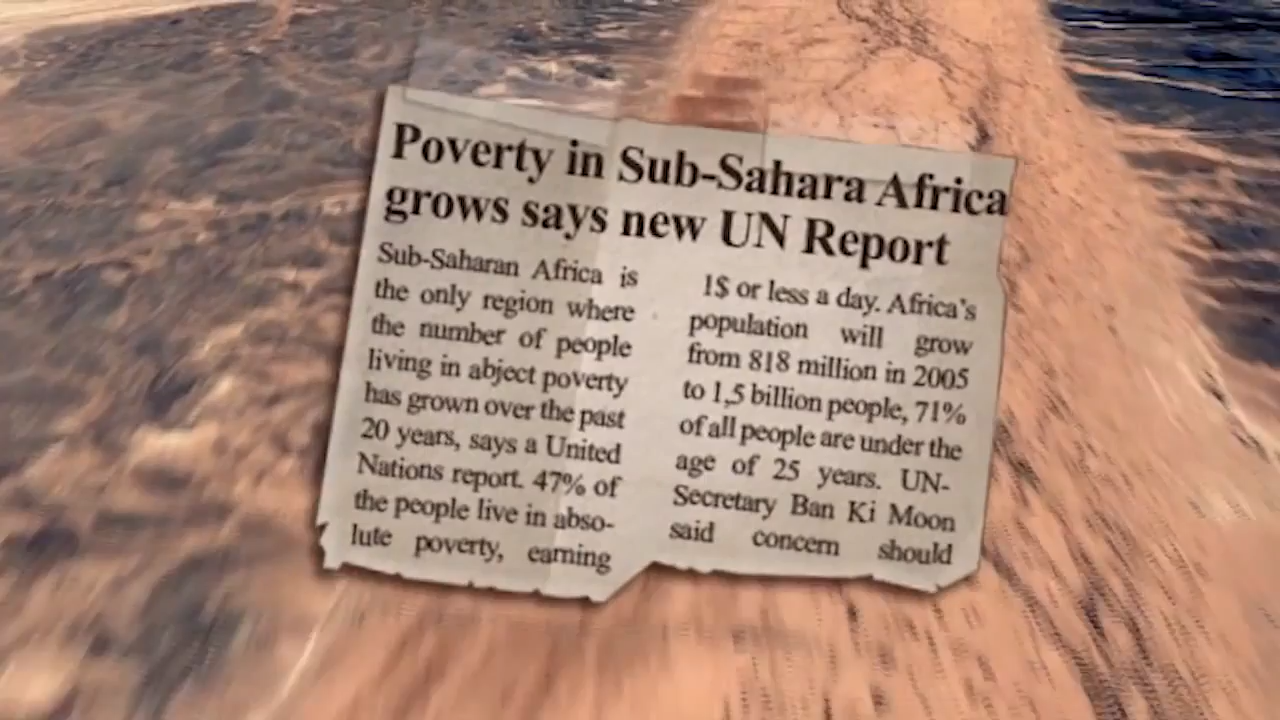 Poverty in Sub-Sahara Africa
grows says new UN Report
Sub-Saharan Africa is
the only region where
the number of people
living in abject poverty
has grown over the past
20 years, says a United
Nations report. 47% of
the people live in abso-
lute poverty, earning
1$ or less a day. Africa's
population will grow
from 818 million in 2005
to 1,5 billion people, 71%
of all people are under the
age of 25 years. UN-
Secretary Ban Ki Moon
said concern should